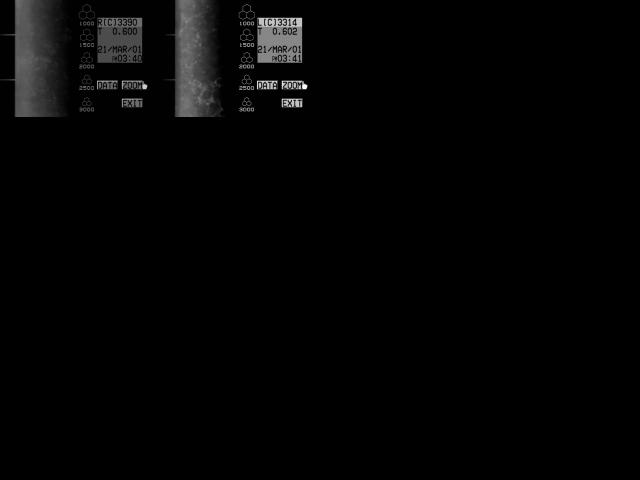 1000
R(C)3390
T 0.600
1500
21/MAR/01
PM03:40
2000
2500
DATA ZOOM
EXIT
3000
1000
L(C)3314
T 0.602
1500
21/MAR/01
PM03:41
2000
2500
DATA ZOOM
EXIT
3000